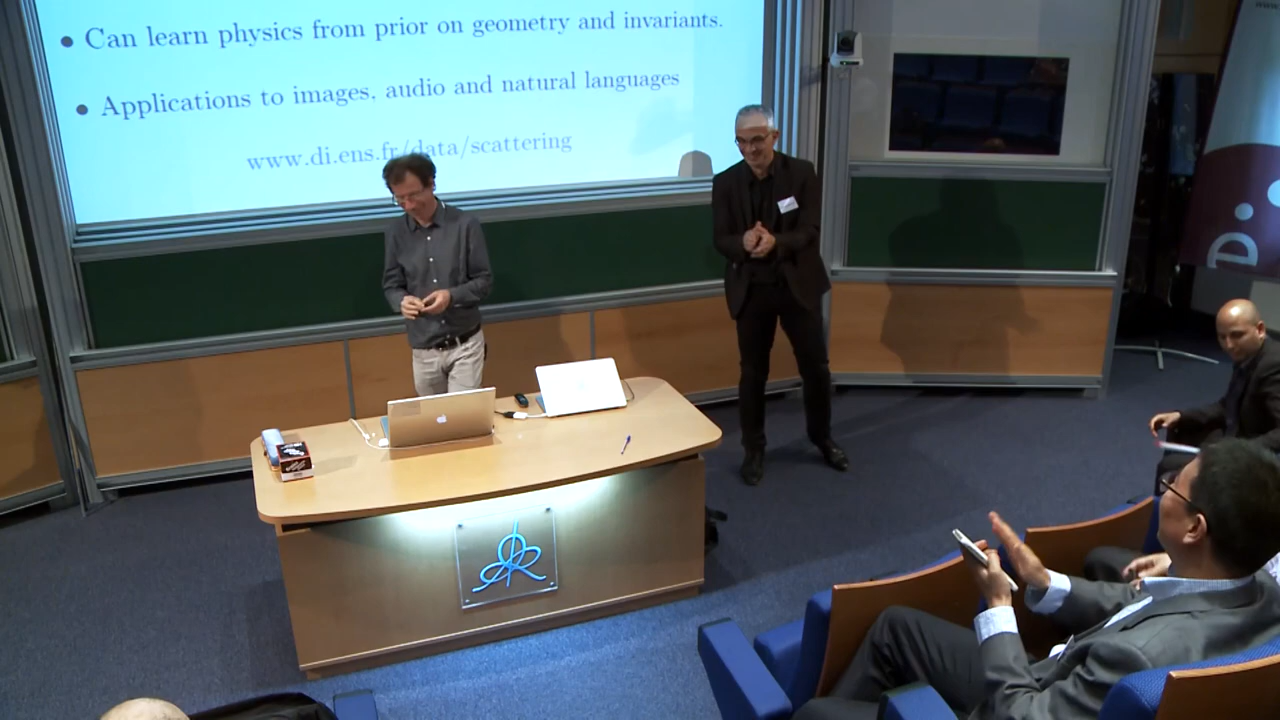 • Can learn physics from prior on geometry and invariants.
• Applications to images, audio and natural languages
www.di.ens.fr/data/scattering